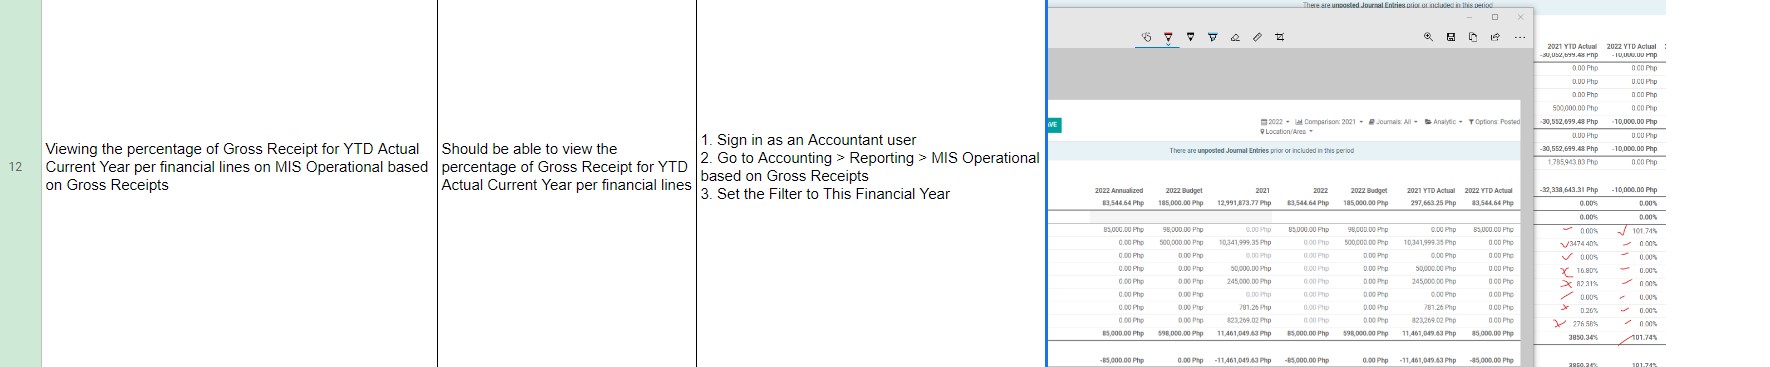 12
Viewing the percentage of Gross Receipt for YTD Actual
Current Year per financial lines on MIS Operational based
on Gross Receipts
Should be able to view the
percentage of Gross Receipt for YTD
Actual Current Year per financial lines
1. Sign in as an Accountant user
2. Go to Accounting > Reporting > MIS Operational
based on Gross Receipts
3. Set the Filter to This Financial Year
There are unposted Journal Entries prior or included in this period
2022 Comparison: 2021 Journals: All Analytic Options: Posted
Location/Area
There are unposted Journal Entries prior or included in this period
2022 Annualized 2022 Budget 2021 2022 2022 Budget 2021 YTD Actual 2022 YTD Actual
83,544.64 Php 185,000.00 Php 12,991,873.77 Php 83,544.64 Php 185,000.00 Php 297,663.25 Php 83,544.64 Php
85,000.00 Php 98,000.00 Php 0.00 Php 85,000.00 Php 98,000.00 Php 0.00 Php 85,000.00 Php
0.00 Php 500,000.00 Php 10,341,999.35 Php 0.00 Php 500,000.00 Php 10,341,999.35 Php 0.00 Php
0.00 Php 0.00 Php 0.00 Php 0.00 Php 0.00 Php 0.00 Php 0.00 Php
0.00 Php 0.00 Php 50,000.00 Php 0.00 Php 0.00 Php 50,000.00 Php 0.00 Php
0.00 Php 0.00 Php 245,000.00 Php 0.00 Php 0.00 Php 245,000.00 Php 0.00 Php
0.00 Php 0.00 Php 0.00 Php 0.00 Php 0.00 Php 0.00 Php 0.00 Php
0.00 Php 0.00 Php 781.26 Php 0.00 Php 0.00 Php 781.26 Php 0.00 Php
0.00 Php 0.00 Php 823,269.02 Php 0.00 Php 0.00 Php 823,269.02 Php 0.00 Php
85,000.00 Php 598,000.00 Php 11,461,049.63 Php 85,000.00 Php 598,000.00 Php 11,461,049.63 Php 85,000.00 Php
-85,000.00 Php 0.00 Php -11,461,049.63 Php -85,000.00 Php 0.00 Php -11,461,049.63 Php -85,000.00 Php
2021 YTD Actual 2022 YTD Actual
-30,052,699.48 Php -10,000.00 Php
0.00 Php 0.00 Php
0.00 Php 0.00 Php
0.00 Php 0.00 Php
500,000.00 Php 0.00 Php
-30,552,699.48 Php -10,000.00 Php
0.00 Php 0.00 Php
-30,552,699.48 Php -10,000.00 Php
1,785,943.83 Php 0.00 Php
-32,338,643.31 Php -10,000.00 Php
0.00% 0.00%
0.00% 0.00%
0.00% 101.74%
3474.40% 0.00%
0.00% 0.00%
16.80% 0.00%
82.31% 0.00%
0.00% 0.00%
0.26% 0.00%
276.58% 0.00%
3850.34% 101.74%
3850.34% 101.74%